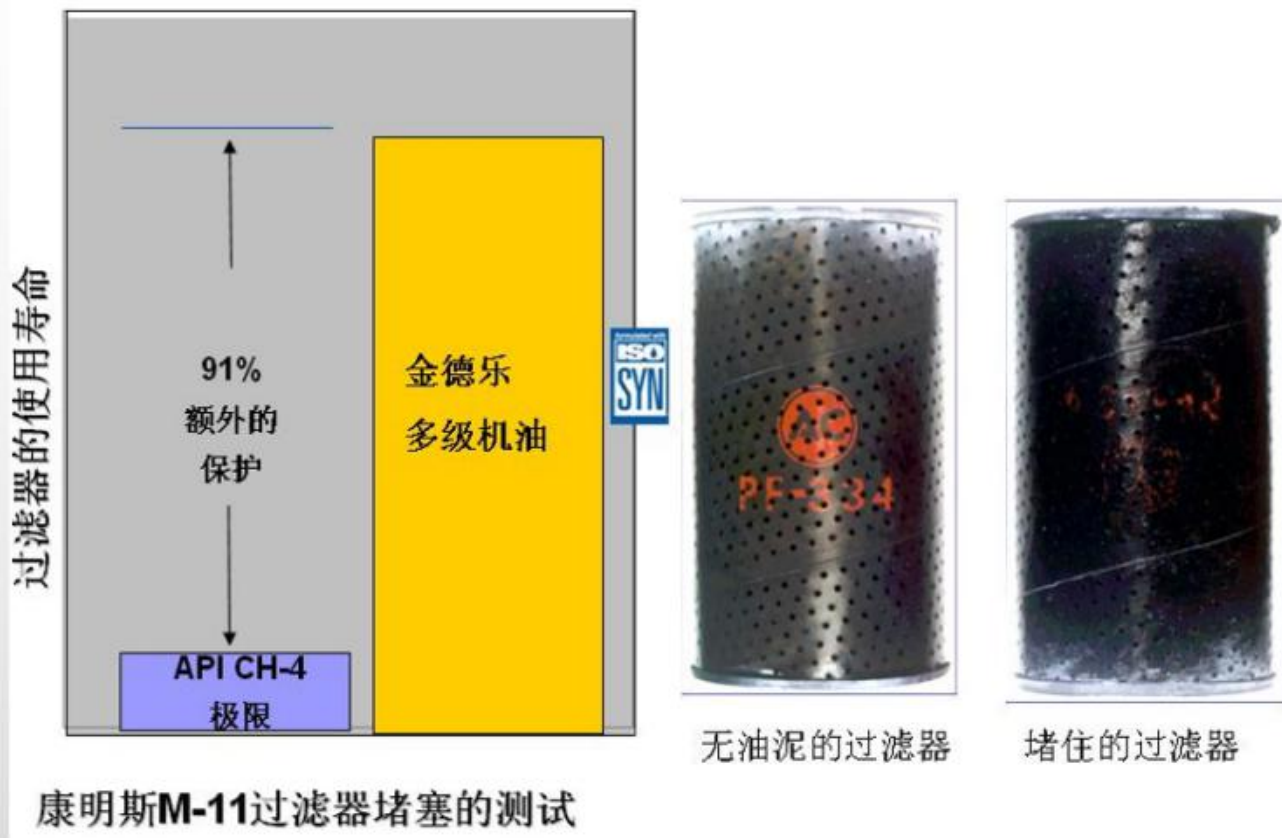 过滤器的使用寿命
91%
额外的
保护
API CH-4
极限
金德乐
多级机油
ISO
SYN
AC
PF-334
无油泥的过滤器
堵住的过滤器
康明斯M-11过滤器堵塞的测试